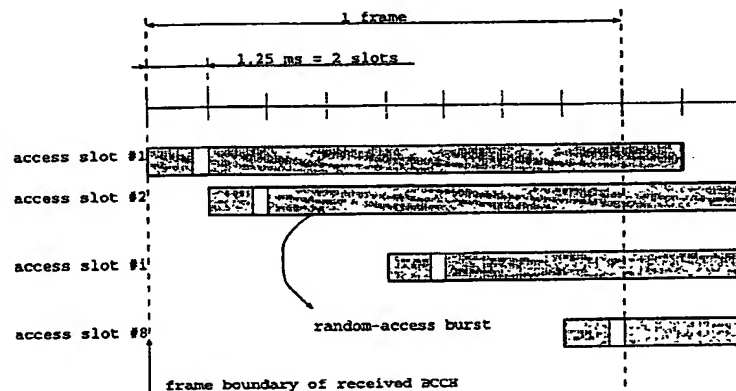 1 frame
1.25 ms = 2 slots
access slot #1
access slot #2
access slot #i
random-access burst
access slot #8
frame boundary of received BCCH